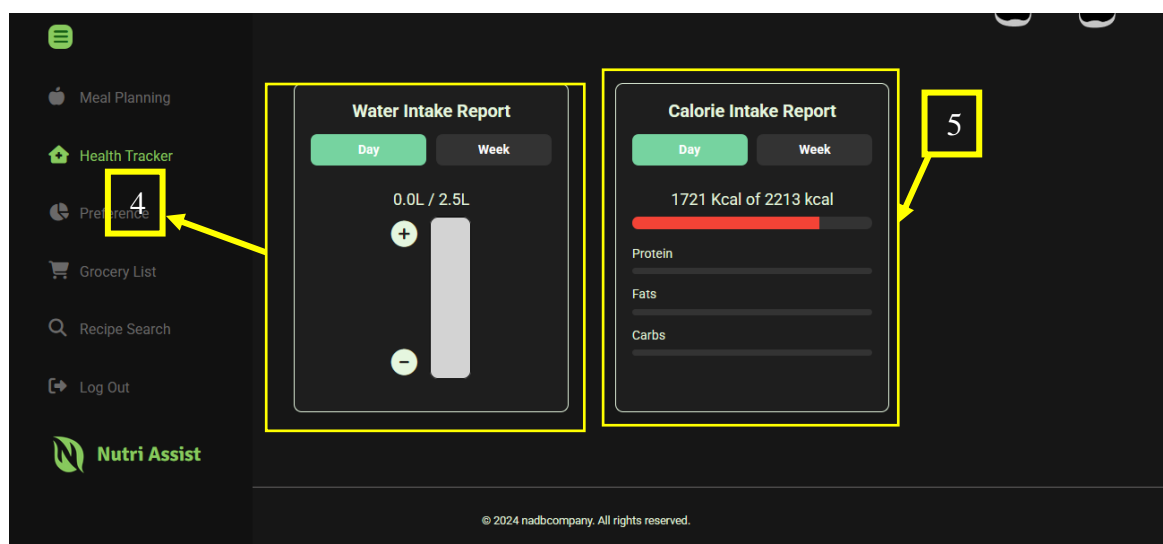 Meal Planning
Health Tracker
Preference
Grocery List
Recipe Search
Log Out
Nutri Assist
4
Water Intake Report
Day Week
0.0L / 2.5L
+
−
Calorie Intake Report
Day Week
1721 Kcal of 2213 kcal
Protein
Fats
Carbs
5
© 2024 nadbcompany. All rights reserved.